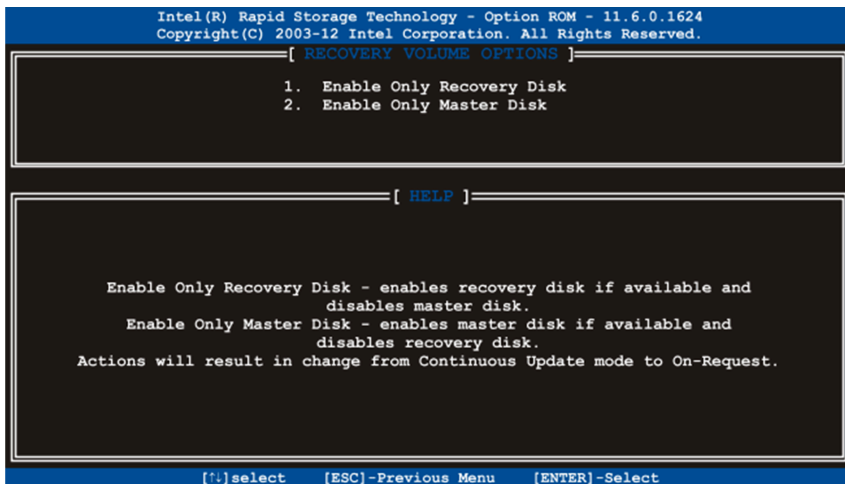 Intel(R) Rapid Storage Technology - Option ROM - 11.6.0.1624
Copyright(C) 2003-12 Intel Corporation. All Rights Reserved.
[ RECOVERY VOLUME OPTIONS ]
1. Enable Only Recovery Disk
2. Enable Only Master Disk
[ HELP ]
Enable Only Recovery Disk - enables recovery disk if available and
disables master disk.
Enable Only Master Disk - enables master disk if available and
disables recovery disk.
Actions will result in change from Continuous Update mode to On-Request.
[↑↓]select [ESC]-Previous Menu [ENTER]-Select